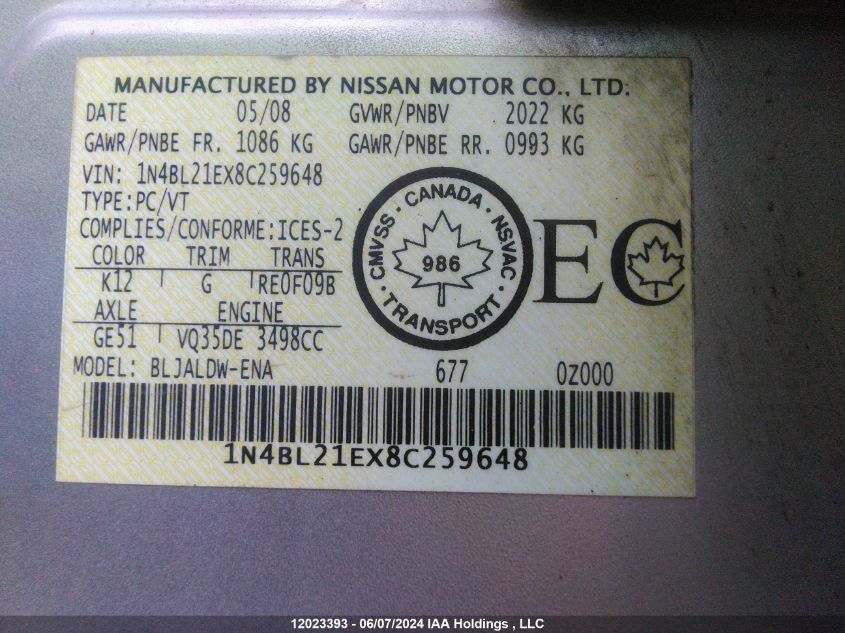 MANUFACTURED BY NISSAN MOTOR CO., LTD.
DATE 05/08 GVWR/PNBV 2022 KG
GAWR/PNBE FR. 1086 KG GAWR/PNBE RR. 0993 KG
VIN: 1N4BL21EX8C259648
TYPE:PC/VT
COMPLIES/CONFORME:ICES-2
COLOR TRIM TRANS
K12 G RE0F09B
AXLE ENGINE
GE51 VQ35DE 3498CC
CMVSS · CANADA · NSVAC · TRANSPORT ·
986
EC
MODEL: BLJALDW-ENA 677 0Z000
1N4BL21EX8C259648
12023393 - 06/07/2024 IAA Holdings , LLC